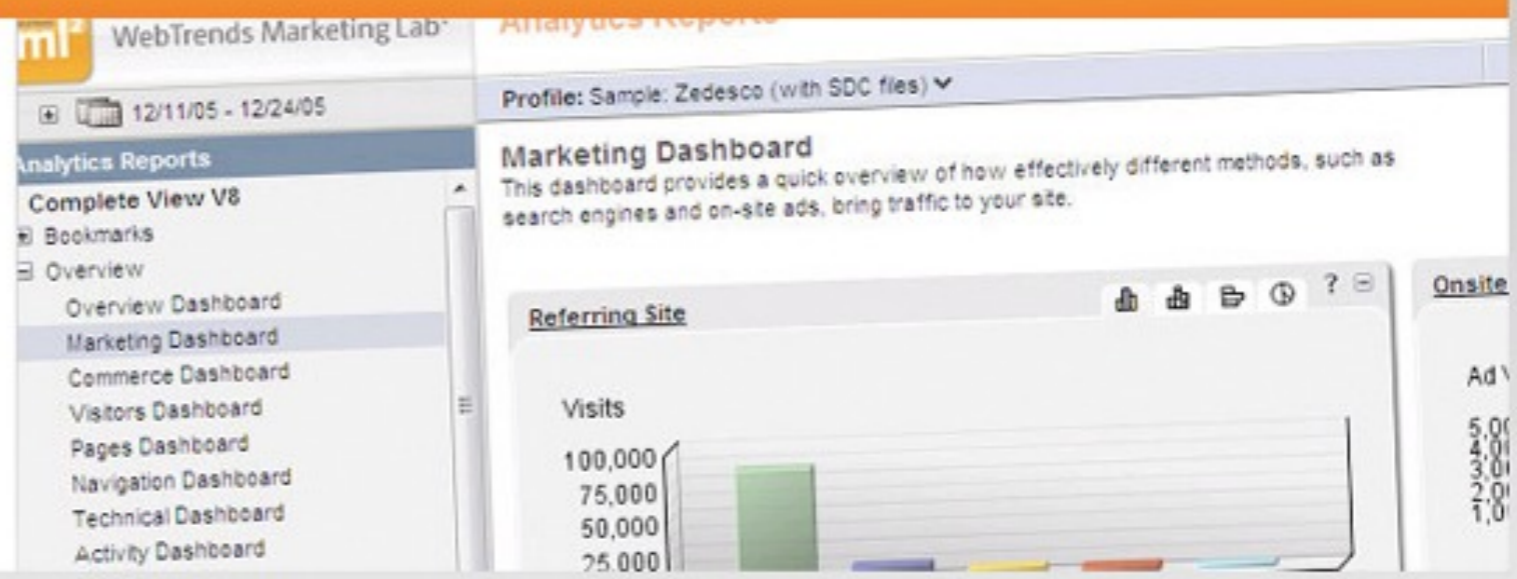 ml²
WebTrends Marketing Lab
12/11/05 - 12/24/05
Analytics Reports
Complete View V8
Bookmarks
Overview
Overview Dashboard
Marketing Dashboard
Commerce Dashboard
Visitors Dashboard
Pages Dashboard
Navigation Dashboard
Technical Dashboard
Activity Dashboard
Analytics Reports
Profile: Sample: Zedesco (with SDC files)
Marketing Dashboard
This dashboard provides a quick overview of how effectively different methods, such as
search engines and on-site ads, bring traffic to your site.
Referring Site
?
Visits
100,000
75,000
50,000
25,000
Onsite
Ad